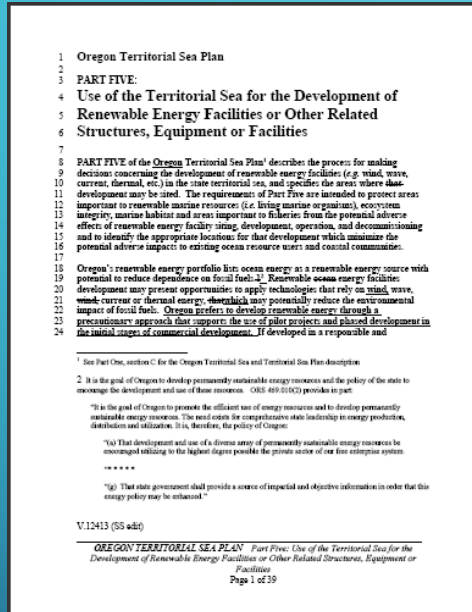 1 Oregon Territorial Sea Plan
2
3 PART FIVE:
4 Use of the Territorial Sea for the Development of
5 Renewable Energy Facilities or Other Related
6 Structures, Equipment or Facilities
7
8 PART FIVE of the Oregon Territorial Sea Plan¹ describes the process for making
9 decisions concerning the development of renewable energy facilities (e.g. wind, wave,
10 current, thermal, etc.) in the state territorial sea, and specifies the areas where that
11 development may be sited. The requirements of Part Five are intended to protect areas
12 important to renewable marine resources (i.e. living marine organisms), ecosystem
13 integrity, marine habitat and areas important to fisheries from the potential adverse
14 effects of renewable energy facility siting, development, operation, and decommissioning
15 and to identify the appropriate locations for that development which minimize the
16 potential adverse impacts to existing ocean resource users and coastal communities.
17
18 Oregon's renewable energy portfolio lists ocean energy as a renewable energy source with
19 potential to reduce dependence on fossil fuels.²² Renewable ocean energy facilities
20 development may present opportunities to apply technologies that rely on wind, wave,
21 wind, current or thermal energy, thatwhich may potentially reduce the environmental
22 impact of fossil fuels. Oregon prefers to develop renewable energy through a
23 precautionary approach that supports the use of pilot projects and phased development in
24 the initial stages of commercial development. If developed in a responsible and
¹ See Part One, section C for the Oregon Territorial Sea and Territorial Sea Plan description
2 It is the goal of Oregon to develop permanently sustainable energy resources and the policy of the state to
encourage the development and use of these resources. ORS 469.010(2) provides in part:
"It is the goal of Oregon to promote the efficient use of energy resources and to develop permanently
sustainable energy resources. The need exists for comprehensive state leadership in energy production,
distribution and utilization. It is, therefore, the policy of Oregon:
"(a) That development and use of a diverse array of permanently sustainable energy resources be
encouraged utilizing to the highest degree possible the private sector of our free enterprise system.
"* * * * *
"(g) That state government shall provide a source of impartial and objective information in order that this
energy policy may be enhanced."
V.12413 (SS edit)
OREGON TERRITORIAL SEA PLAN Part Five: Use of the Territorial Sea for the
Development of Renewable Energy Facilities or Other Related Structures, Equipment or
Facilities
Page 1 of 39